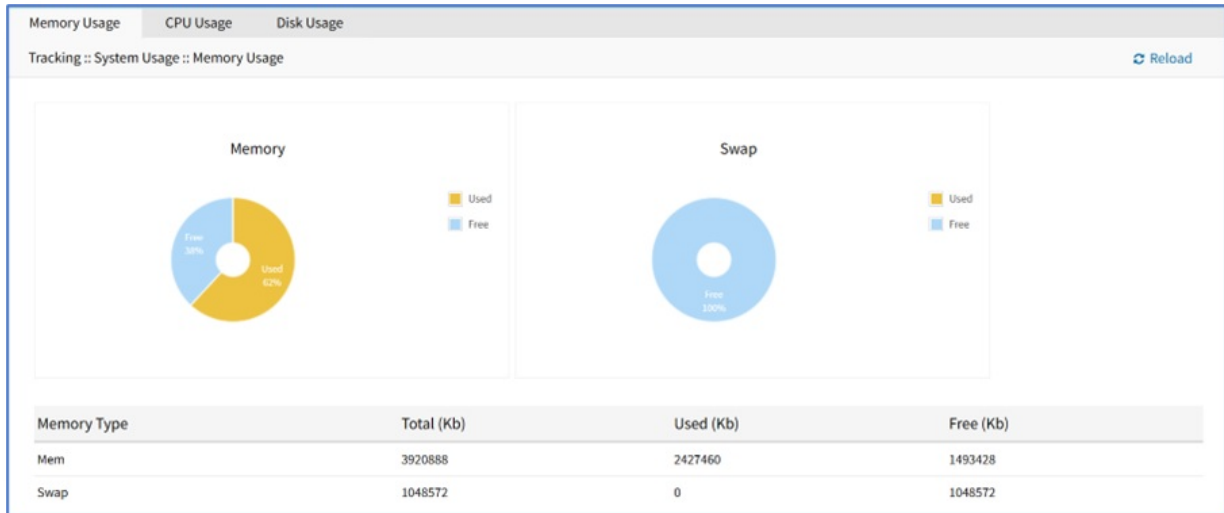 Memory Usage CPU Usage Disk Usage
Tracking :: System Usage :: Memory Usage Reload
Memory Swap
Used Used
Free Free
Free
38%
Used
62%
Free
100%
Memory Type Total (Kb) Used (Kb) Free (Kb)
Mem 3920888 2427460 1493428
Swap 1048572 0 1048572